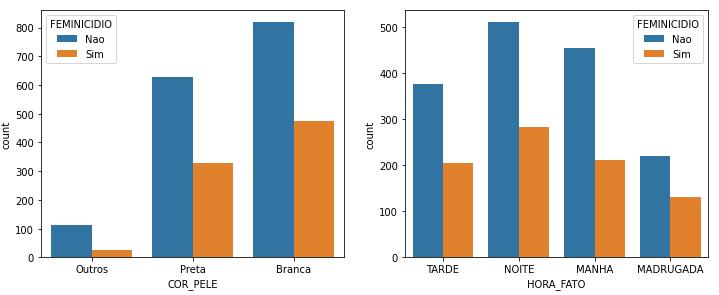 FEMINICIDIO
Nao
Sim
800
700
600
500
400
300
200
100
0
count
Outros Preta Branca
COR_PELE
FEMINICIDIO
Nao
Sim
500
400
300
200
100
0
count
TARDE NOITE MANHA MADRUGADA
HORA_FATO